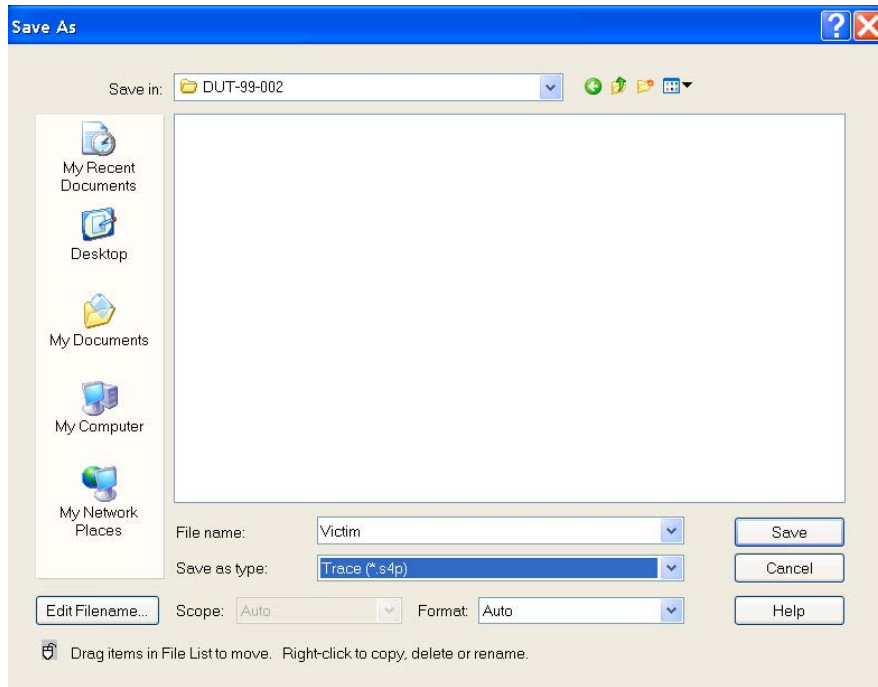 Save As
Save in: DUT-99-002
My Recent
Documents
Desktop
My Documents
My Computer
My Network
Places
File name: Victim
Save as type: Trace (*.s4p)
Edit Filename... Scope: Auto Format: Auto
Save
Cancel
Help
Drag items in File List to move. Right-click to copy, delete or rename.